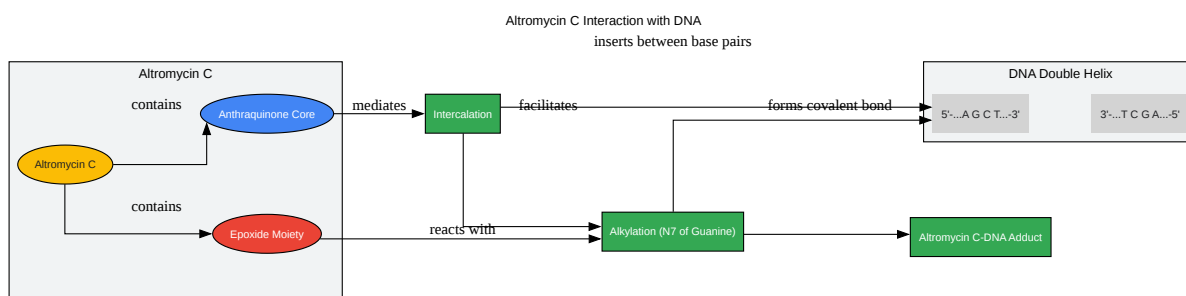 Altromycin C Interaction with DNA
inserts between base pairs
Altromycin C
DNA Double Helix
contains
Anthraquinone Core
mediates
Intercalation
facilitates
forms covalent bond
5'-...A G C T...-3'
3'-...T C G A...-5'
Altromycin C
contains
Epoxide Moiety
reacts with
Alkylation (N7 of Guanine)
Altromycin C-DNA Adduct